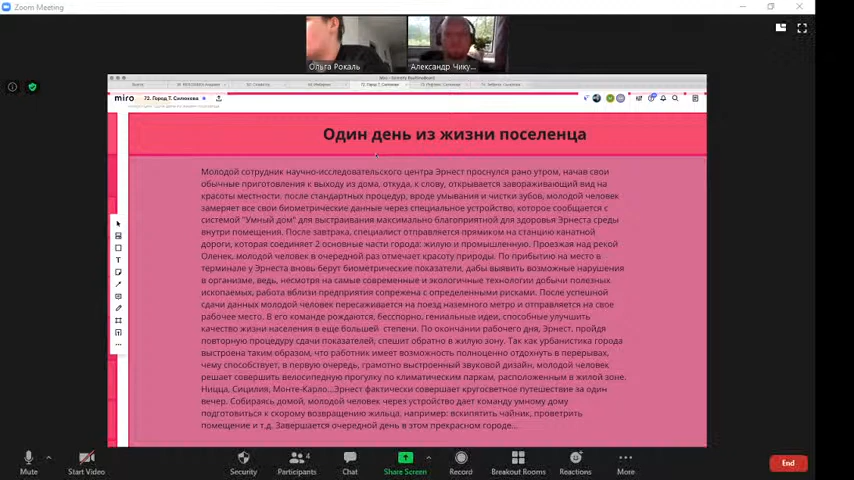 Zoom Meeting
Ольга Рокаль
Александр Чику...
miro
72. Город Т. Силюкова
Один день из жизни поселенца
Молодой сотрудник научно-исследовательского центра Эрнест проснулся рано утром, начав свои
обычные приготовления к выходу из дома, откуда, к слову, открывается завораживающий вид на
красоты местности. после стандартных процедур, вроде умывания и чистки зубов, молодой человек
замеряет все свои биометрические данные через специальное устройство, которое сообщается с
системой "Умный дом" для выстраивания максимально благоприятной для здоровья Эрнеста среды
внутри помещения. После завтрака, специалист отправляется прямиком на станцию канатной
дороги, которая соединяет 2 основные части города: жилую и промышленную. Проезжая над рекой
Оленек, молодой человек в очередной раз отмечает красоту природы. По прибытию на место в
терминале у Эрнеста вновь берут биометрические показатели, дабы выявить возможные нарушения
в организме, ведь, несмотря на самые современные и экологичные технологии добычи полезных
ископаемых, работа вблизи предприятия сопряжена с определенными рисками. После успешной
сдачи данных молодой человек пересаживается на поезд наземного метро и отправляется на свое
рабочее место. В его команде рождаются, бесспорно, гениальные идеи, способные улучшить
качество жизни населения в еще большей степени. По окончании рабочего дня, Эрнест. пройдя
повторную процедуру сдачи показателей, спешит обратно в жилую зону. Так как урбанистика города
выстроена таким образом, что работник имеет возможность полноценно отдохнуть в перерывах,
чему способствует, в первую очередь, грамотно выстроенный звуковой дизайн, молодой человек
решает совершить велосипедную прогулку по климатическим паркам, расположенным в жилой зоне.
Ницца, Сицилия, Монте-Карло...Эрнест фактически совершает кругосветное путешествие за один
вечер. Собираясь домой, молодой человек через устройство дает команду умному дому
подготовиться к скорому возвращению жильца, например: вскипятить чайник, проветрить
помещение и т.д. Завершается очередной день в этом прекрасном городе...
Mute
Start Video
Security
Participants
4
Chat
Share Screen
Record
Breakout Rooms
Reactions
More
End